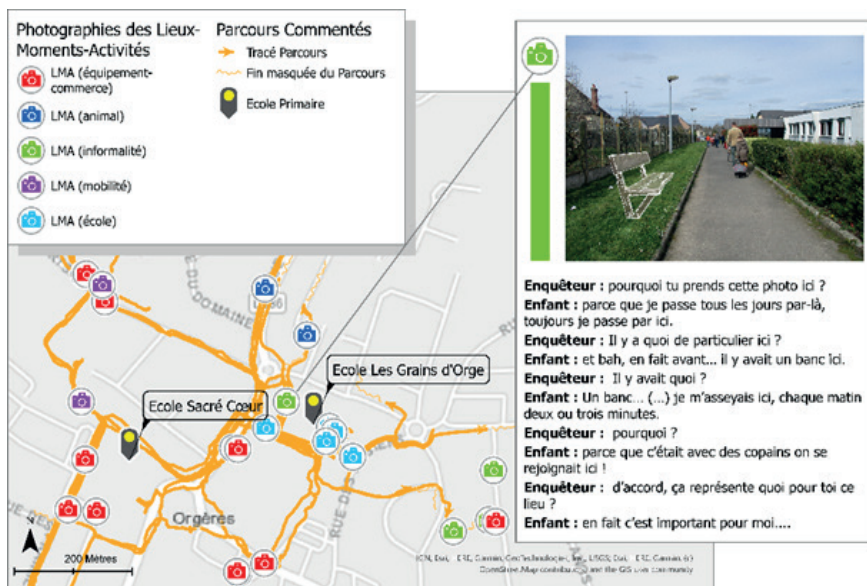 Photographies des Lieux-
Moments-Activités
LMA (équipement-
commerce)
LMA (animal)
LMA (informalité)
LMA (mobilité)
LMA (école)
Parcours Commentés
Tracé Parcours
Fin masquée du Parcours
Ecole Primaire
DU DOMAINE
Ecole Les Grains d'Orge
Ecole Sacré Cœur
RUE DES
Orgères
N
200 Mètres
Enquêteur : pourquoi tu prends cette photo ici ?
Enfant : parce que je passe tous les jours par-là,
toujours je passe par ici.
Enquêteur : Il y a quoi de particulier ici ?
Enfant : et bah, en fait avant... il y avait un banc ici.
Enquêteur : Il y avait quoi ?
Enfant : Un banc... (...) je m'asseyais ici, chaque matin
deux ou trois minutes.
Enquêteur : pourquoi ?
Enfant : parce que c'était avec des copains on se
rejoignait ici !
Enquêteur : d'accord, ça représente quoi pour toi ce
lieu ?
Enfant : en fait c'est important pour moi....